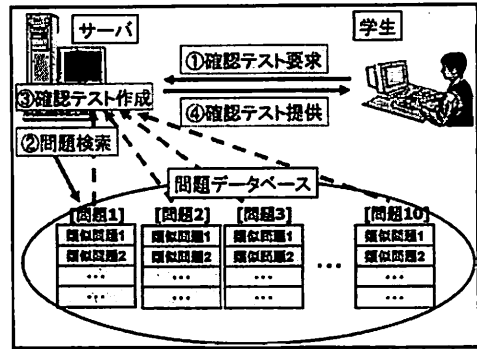 サーバ
学生
①確認テスト要求
③確認テスト作成
④確認テスト提供
②問題検索
問題データベース
[問題1] [問題2] [問題3] [問題10]
類似問題1 類似問題1 類似問題1 類似問題1
類似問題2 類似問題2 類似問題2 類似問題2
… … … … …
… … … …